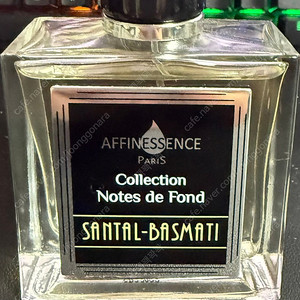 AFFINESSENCE
PARIS
Collection
Notes de Fond
SANTAL-BASMATI